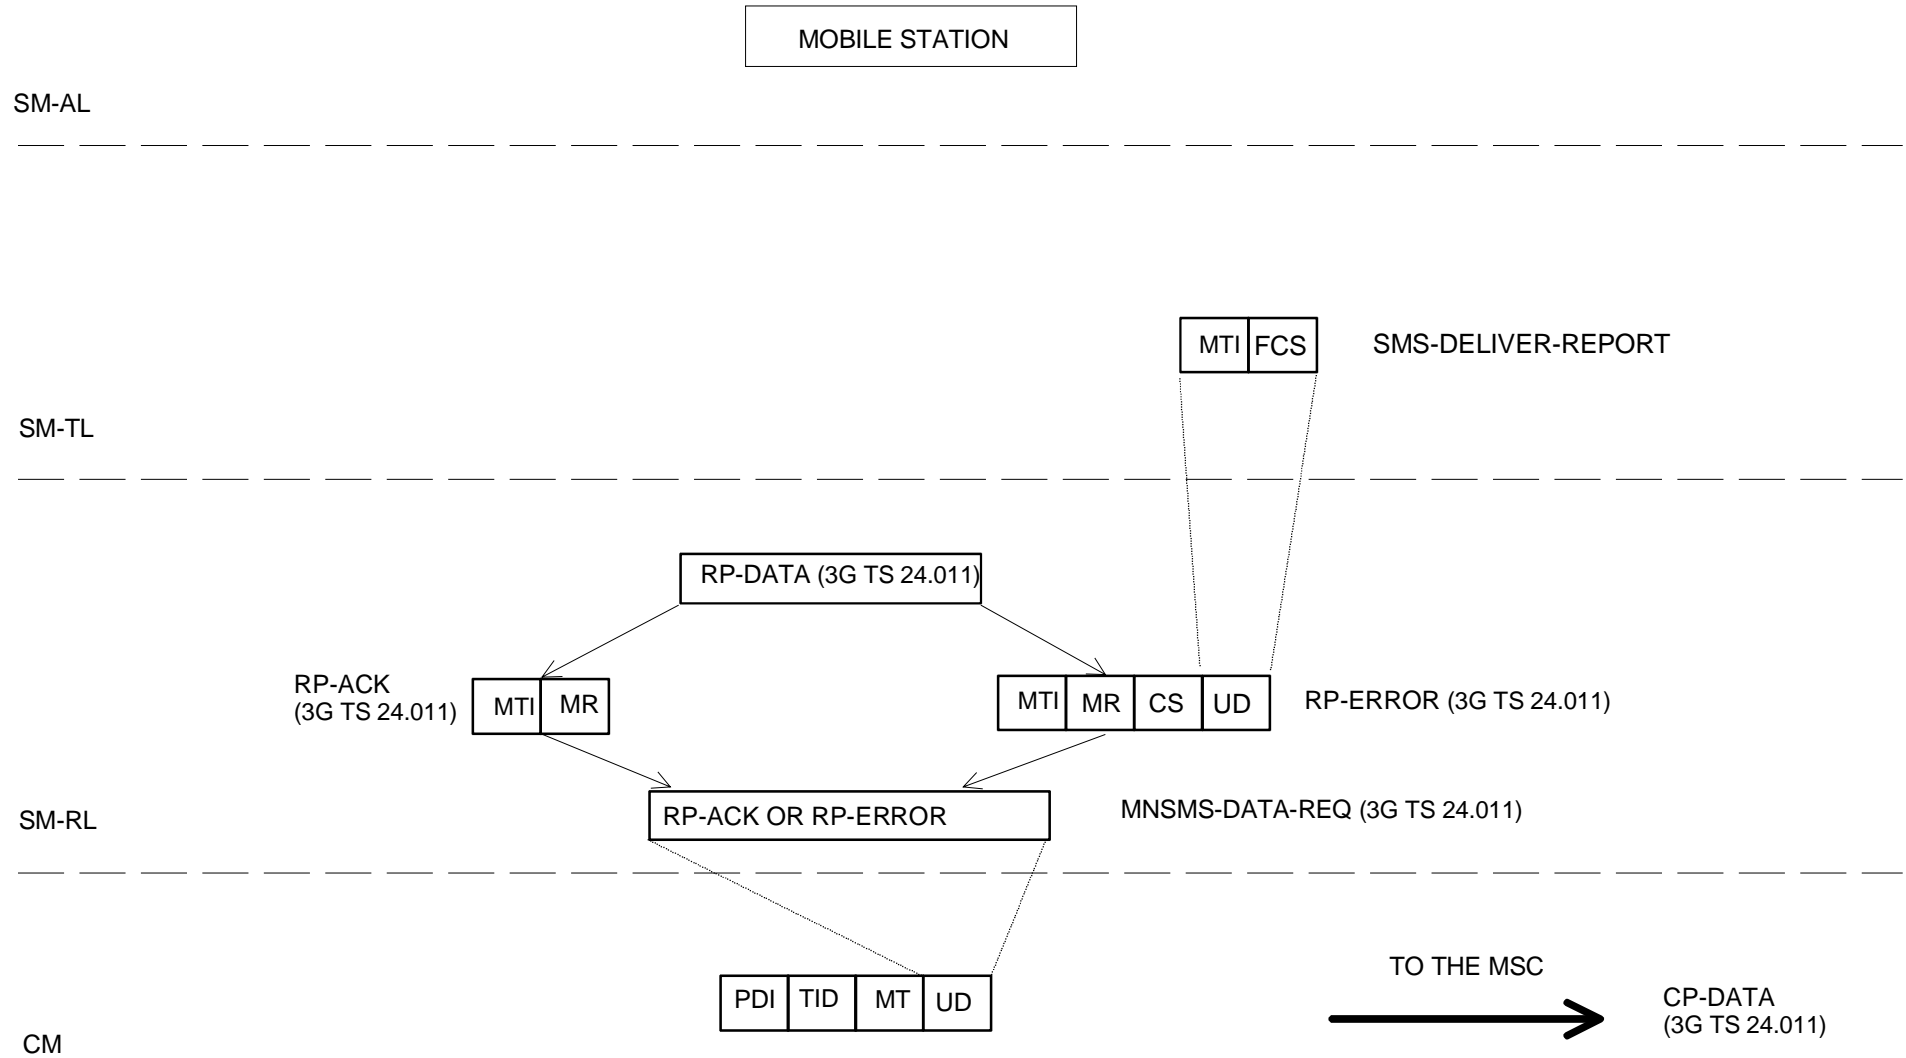 MOBILE STATION
SM-AL
MTI FCS SMS-DELIVER-REPORT
SM-TL
RP-DATA (3G TS 24.011)
RP-ACK
(3G TS 24.011)
MTI MR
MTI MR CS UD
RP-ERROR (3G TS 24.011)
RP-ACK OR RP-ERROR
MNSMS-DATA-REQ (3G TS 24.011)
SM-RL
TO THE MSC
PDI TID MT UD
CP-DATA
(3G TS 24.011)
CM